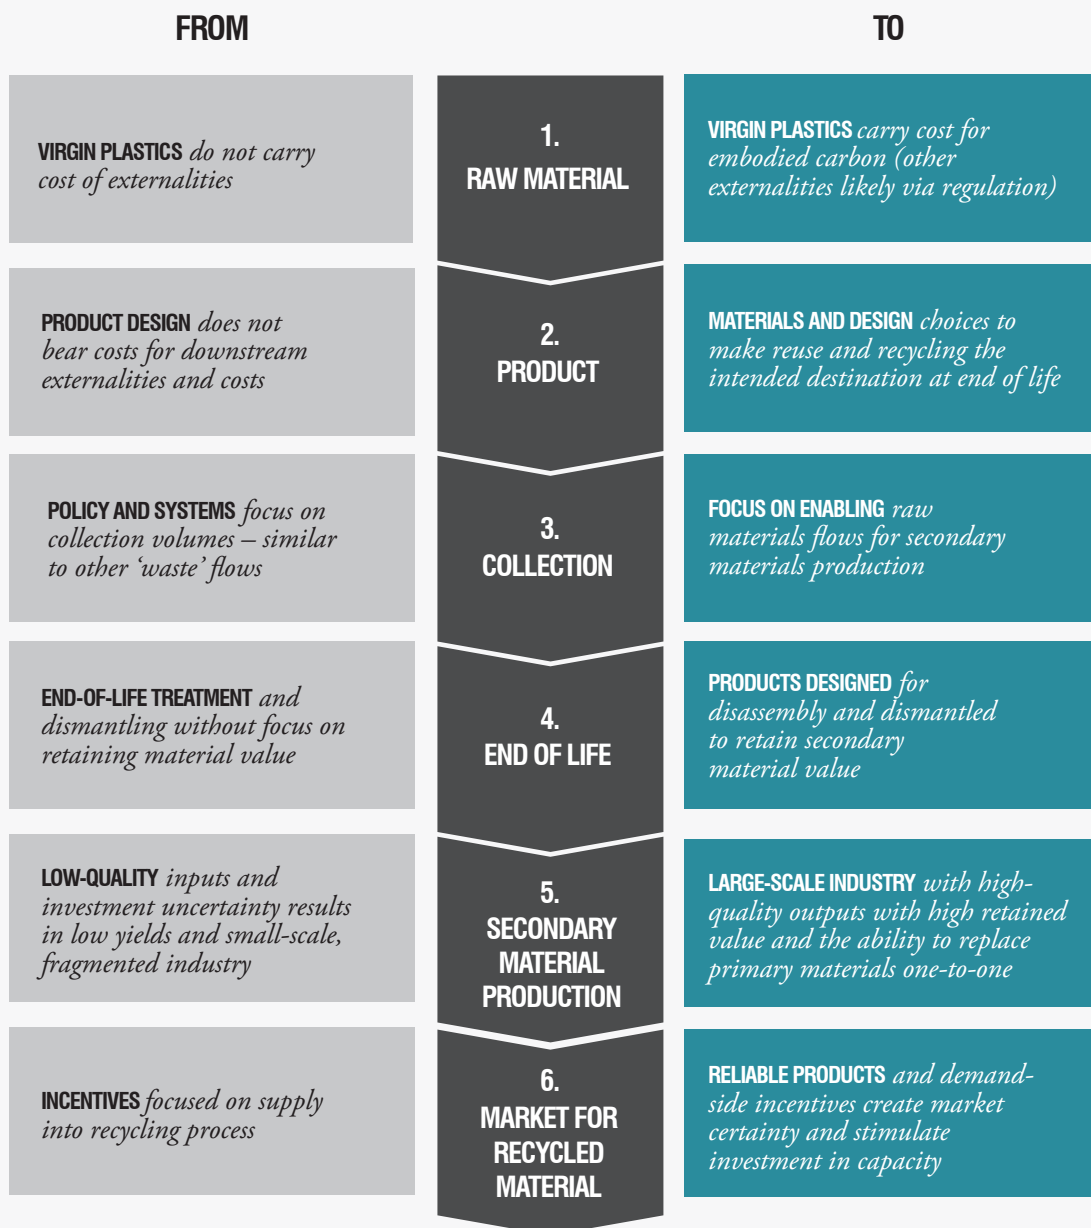 FROM
TO
VIRGIN PLASTICS do not carry
cost of externalities
1.
RAW MATERIAL
VIRGIN PLASTICS carry cost for
embodied carbon (other
externalities likely via regulation)
PRODUCT DESIGN does not
bear costs for downstream
externalities and costs
2.
PRODUCT
MATERIALS AND DESIGN choices to
make reuse and recycling the
intended destination at end of life
POLICY AND SYSTEMS focus on
collection volumes – similar
to other ‘waste’ flows
3.
COLLECTION
FOCUS ON ENABLING raw
materials flows for secondary
materials production
END-OF-LIFE TREATMENT and
dismantling without focus on
retaining material value
4.
END OF LIFE
PRODUCTS DESIGNED for
disassembly and dismantled
to retain secondary
material value
LOW-QUALITY inputs and
investment uncertainty results
in low yields and small-scale,
fragmented industry
5.
SECONDARY
MATERIAL
PRODUCTION
LARGE-SCALE INDUSTRY with high-
quality outputs with high retained
value and the ability to replace
primary materials one-to-one
INCENTIVES focused on supply
into recycling process
6.
MARKET FOR
RECYCLED
MATERIAL
RELIABLE PRODUCTS and demand-
side incentives create market
certainty and stimulate
investment in capacity